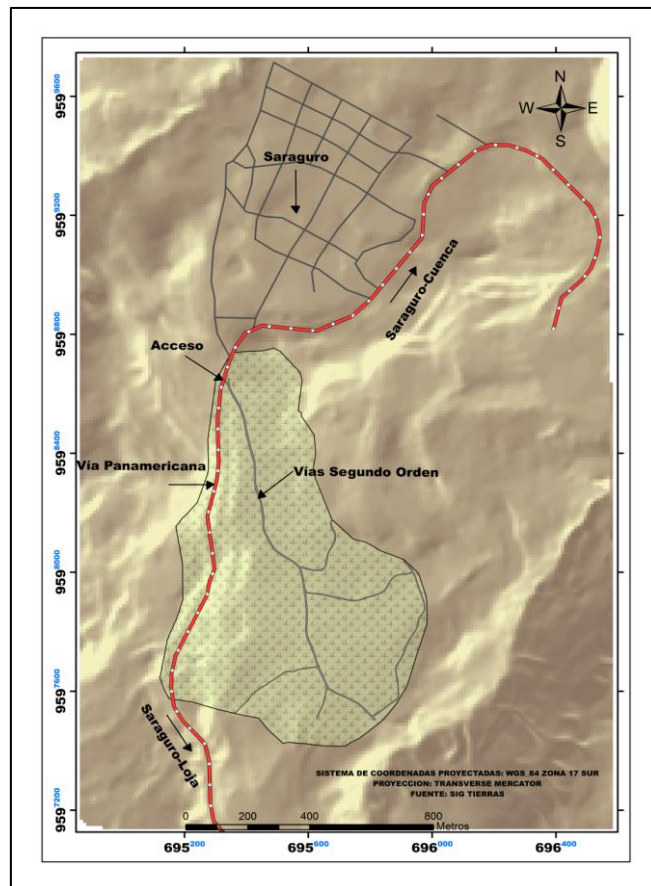 N
W E
S
Saraguro
Saraguro-Cuenca
Acceso
Vía Panamericana
Vías Segundo Orden
Saraguro-Loja
SISTEMA DE COORDENADAS PROYECTADAS: WGS_84 ZONA 17 SUR
PROYECCION: TRANSVERSE MERCATOR
FUENTE: SIG TIERRAS
0 200 400 800
Metros
9599600
9599200
9598800
9598400
9598000
9597600
9597200
695200 695600 696000 696400